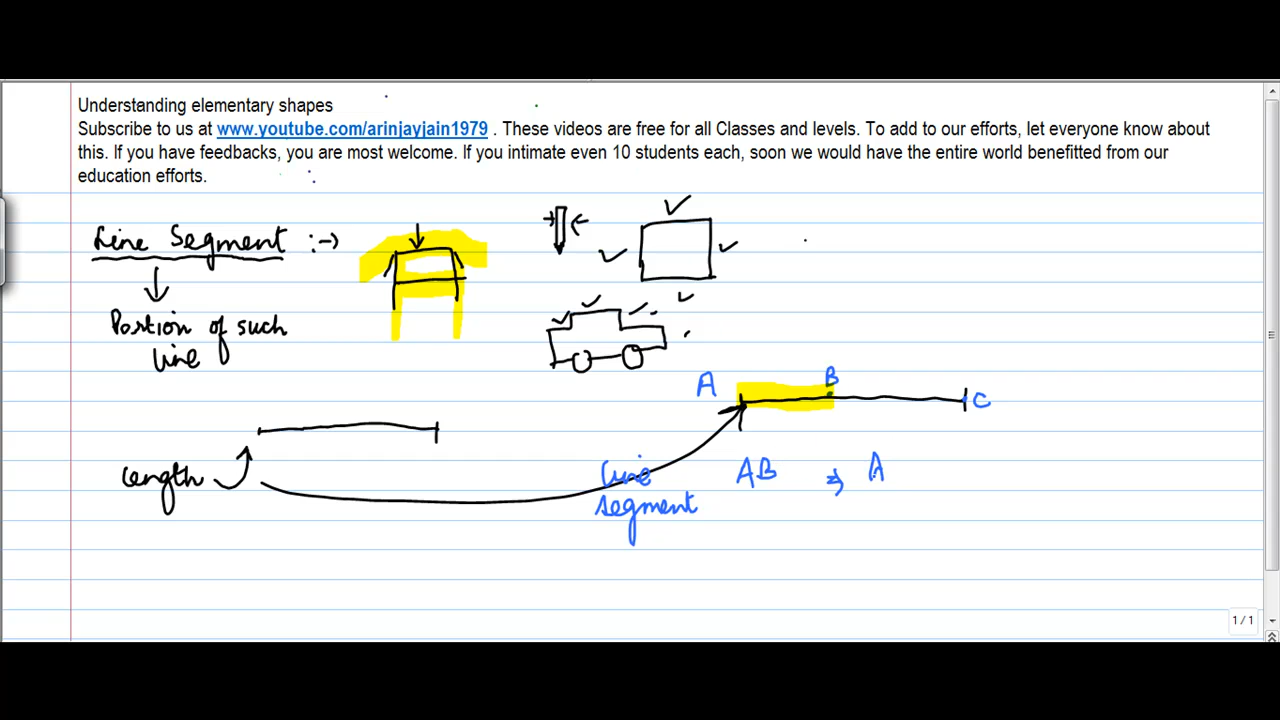 Understanding elementary shapes
Subscribe to us at www.youtube.com/arinjayjain1979 . These videos are free for all Classes and levels. To add to our efforts, let everyone know about
this. If you have feedbacks, you are most welcome. If you intimate even 10 students each, soon we would have the entire world benefitted from our
education efforts.
Line Segment :->
Portion of such
line
A B C
Length
line
segment
AB => A
1 / 1